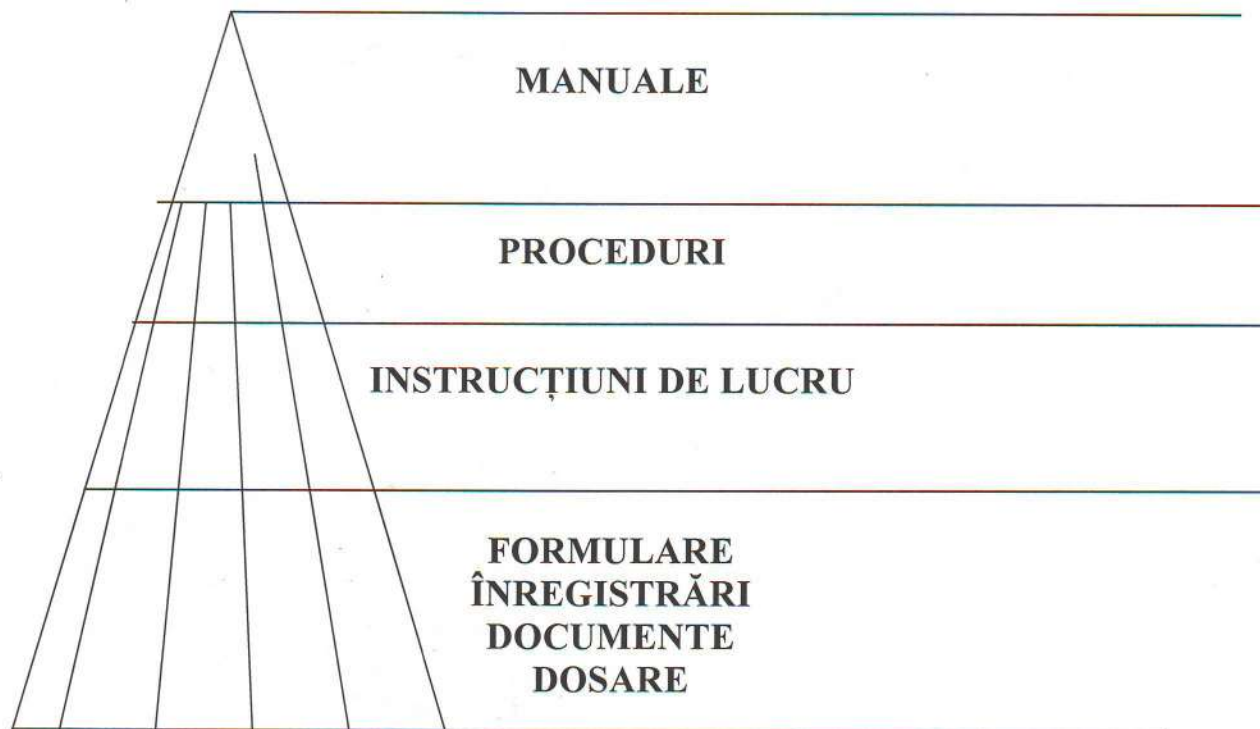 MANUALE
PROCEDURI
INSTRUCȚIUNI DE LUCRU
FORMULARE
ÎNREGISTRĂRI
DOCUMENTE
DOSARE